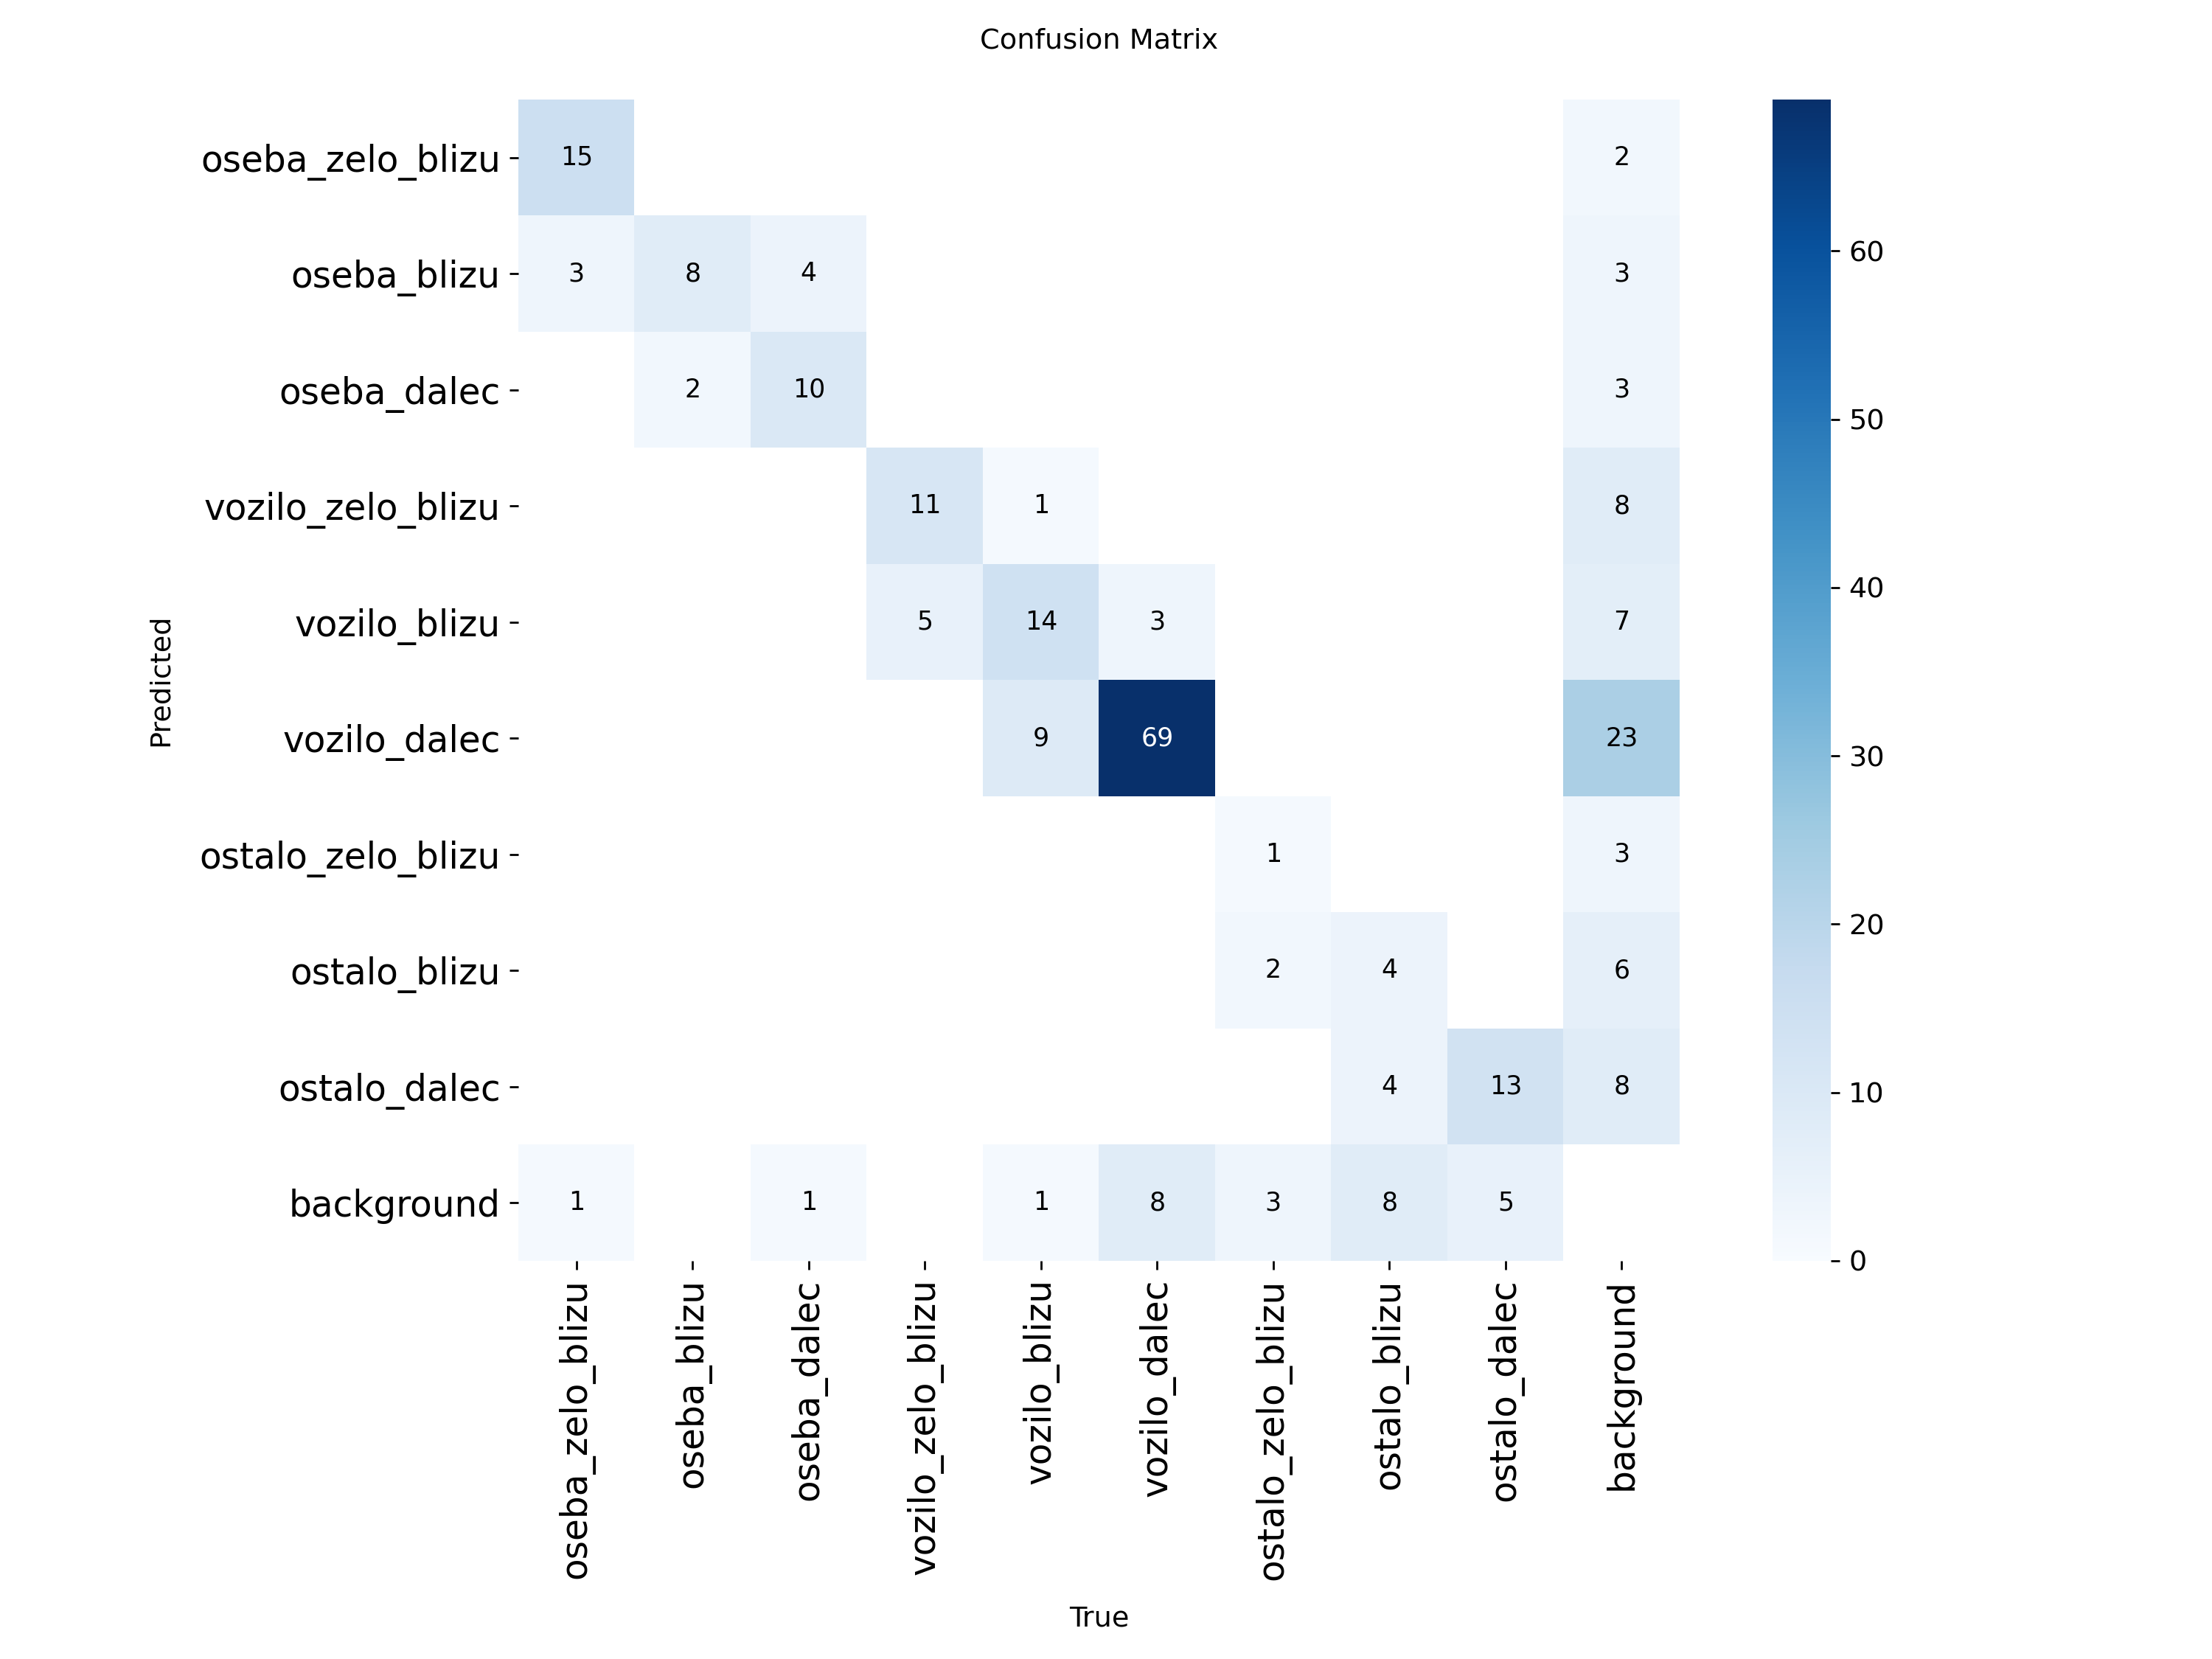 Confusion Matrix
oseba_zelo_blizu 15 2
oseba_blizu 3 8 4 3
oseba_dalec 2 10 3
vozilo_zelo_blizu 11 1 8
vozilo_blizu 5 14 3 7
vozilo_dalec 9 69 23
ostalo_zelo_blizu 1 3
ostalo_blizu 2 4 6
ostalo_dalec 4 13 8
background 1 1 1 8 3 8 5
Predicted
oseba_zelo_blizu
oseba_blizu
oseba_dalec
vozilo_zelo_blizu
vozilo_blizu
vozilo_dalec
ostalo_zelo_blizu
ostalo_blizu
ostalo_dalec
background
True
60
50
40
30
20
10
0